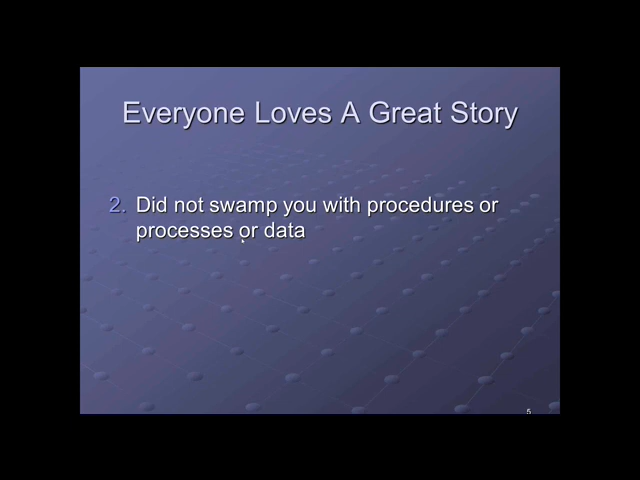 Everyone Loves A Great Story
2. Did not swamp you with procedures or
processes or data
5